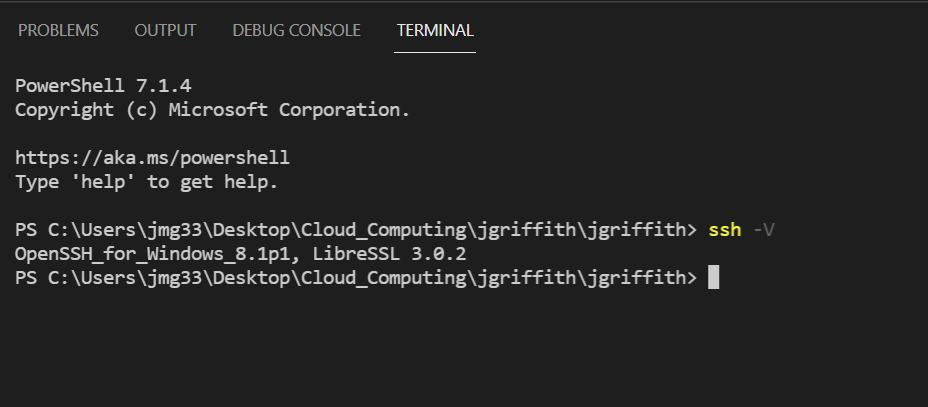 PROBLEMS OUTPUT DEBUG CONSOLE TERMINAL
PowerShell 7.1.4
Copyright (c) Microsoft Corporation.
https://aka.ms/powershell
Type 'help' to get help.
PS C:\Users\jmg33\Desktop\Cloud_Computing\jgriffith\jgriffith> ssh -V
OpenSSH_for_Windows_8.1p1, LibreSSL 3.0.2
PS C:\Users\jmg33\Desktop\Cloud_Computing\jgriffith\jgriffith>